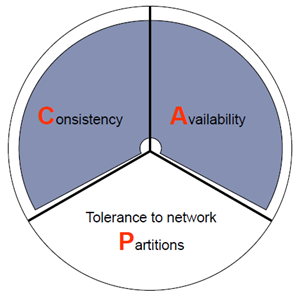 Consistency
Availability
Tolerance to network
Partitions